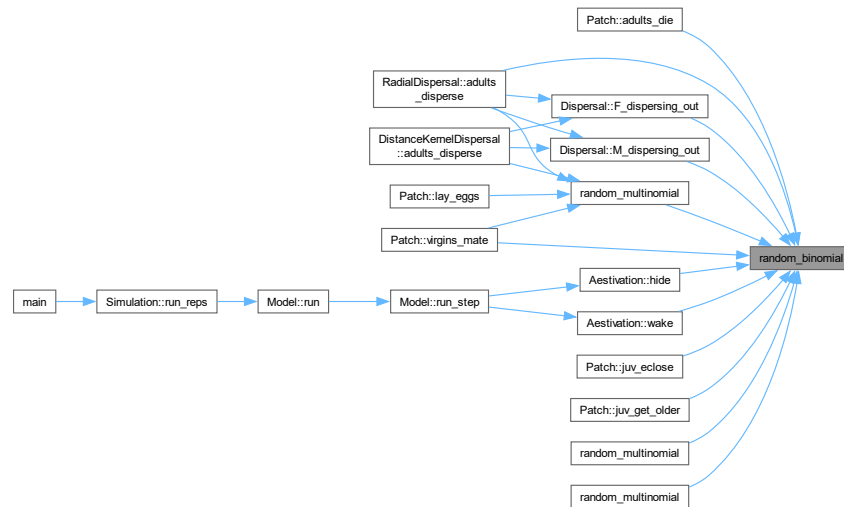 Patch::adults_die
RadialDispersal::adults
_disperse
Dispersal::F_dispersing_out
DistanceKernelDispersal
::adults_disperse
Dispersal::M_dispersing_out
random_multinomial
Patch::lay_eggs
Patch::virgins_mate
random_binomial
Aestivation::hide
main
Simulation::run_reps
Model::run
Model::run_step
Aestivation::wake
Patch::juv_eclose
Patch::juv_get_older
random_multinomial
random_multinomial